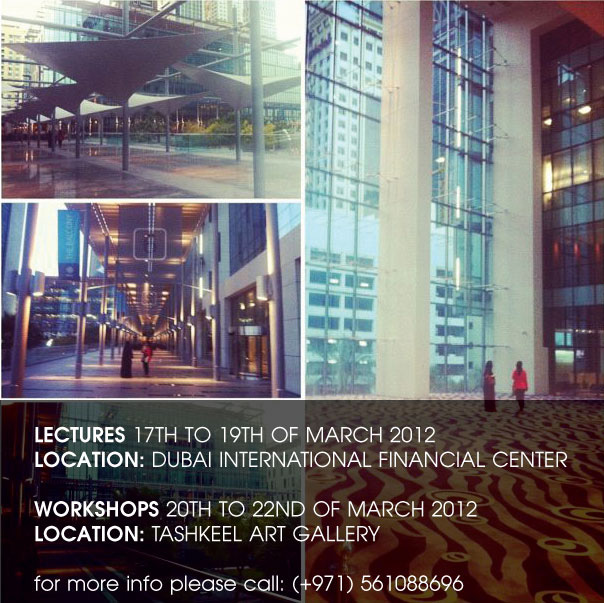 LECTURES 17TH TO 19TH OF MARCH 2012
LOCATION: DUBAI INTERNATIONAL FINANCIAL CENTER
WORKSHOPS 20TH TO 22ND OF MARCH 2012
LOCATION: TASHKEEL ART GALLERY
for more info please call: (+971) 561088696